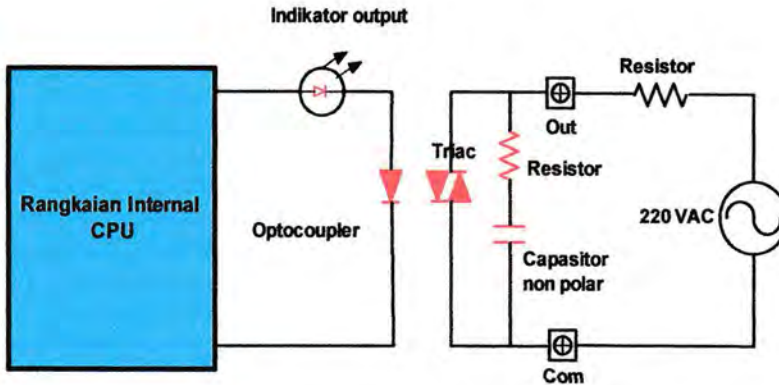 Indikator output
Resistor
Out
Triac
Resistor
Rangkaian Internal
CPU
Optocoupler
220 VAC
Capasitor
non polar
Com